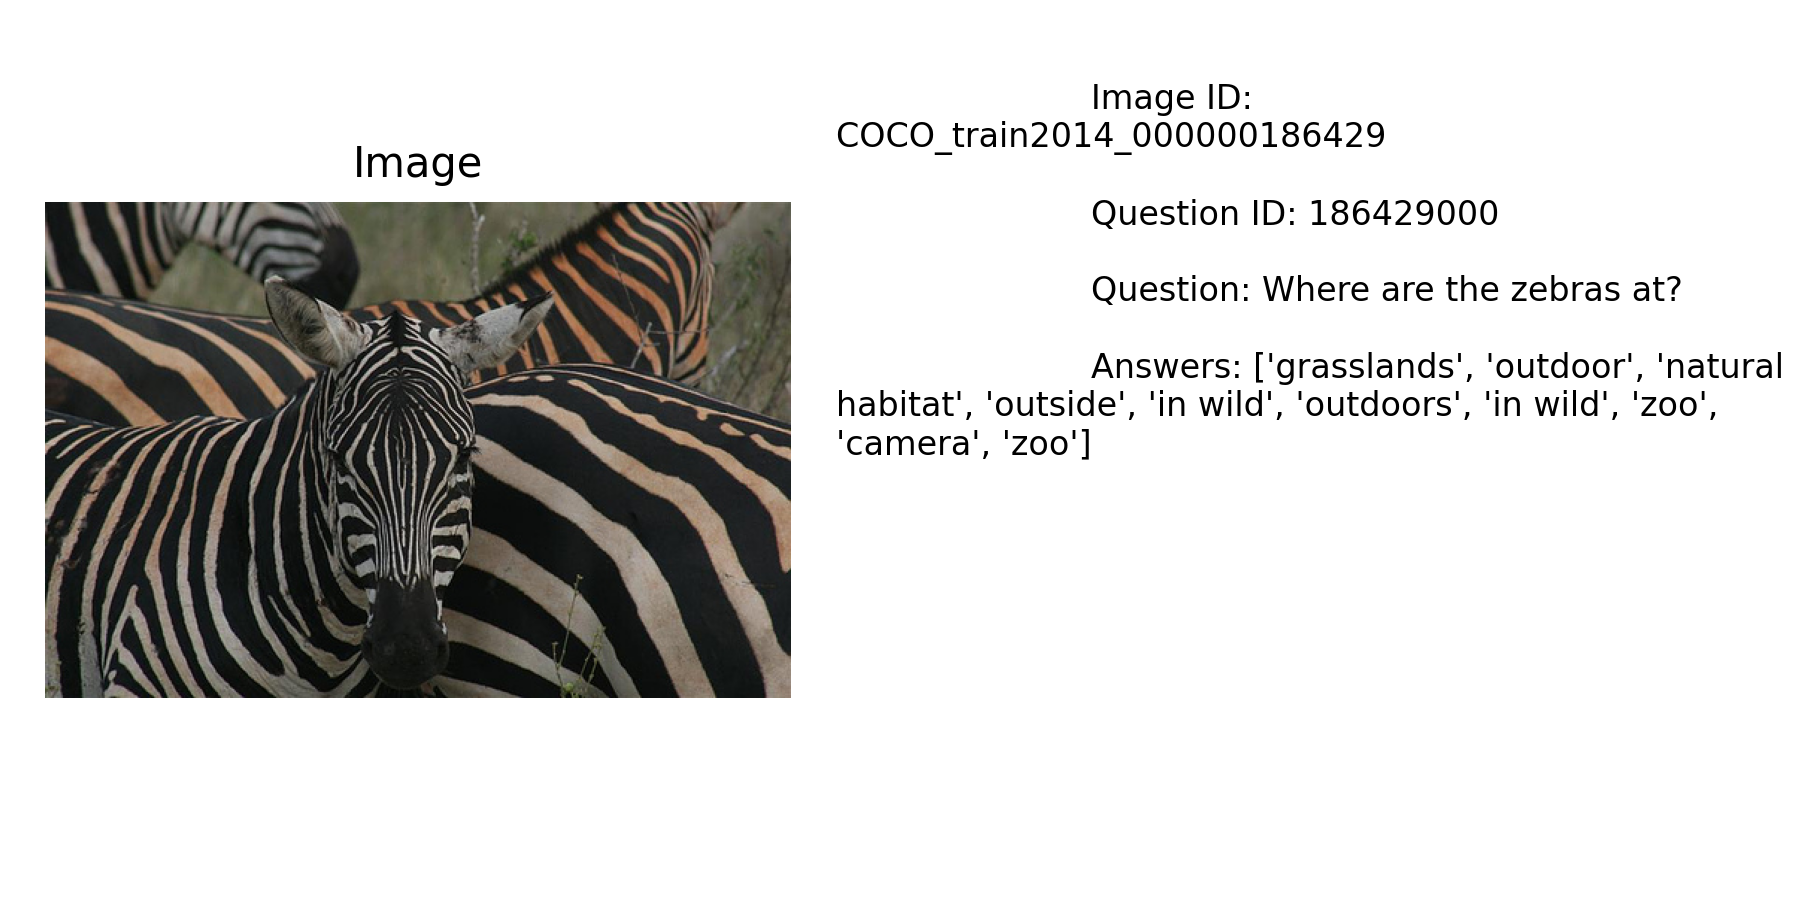 Image
Image ID:
COCO_train2014_000000186429
Question ID: 186429000
Question: Where are the zebras at?
Answers: ['grasslands', 'outdoor', 'natural
habitat', 'outside', 'in wild', 'outdoors', 'in wild', 'zoo',
'camera', 'zoo']